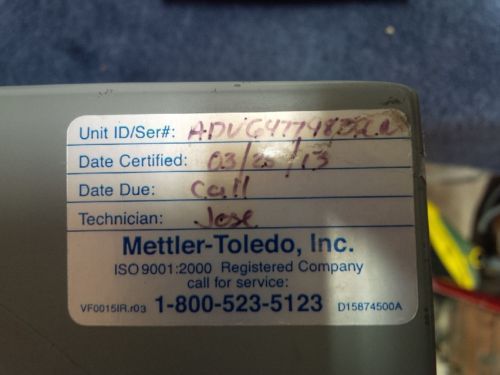 Unit ID/Ser#:
Date Certified: 03/25/13
Date Due: Call
Technician: Jose
Mettler-Toledo, Inc.
ISO 9001:2000 Registered Company
call for service:
VF0015IR.r03 1-800-523-5123 D15874500A